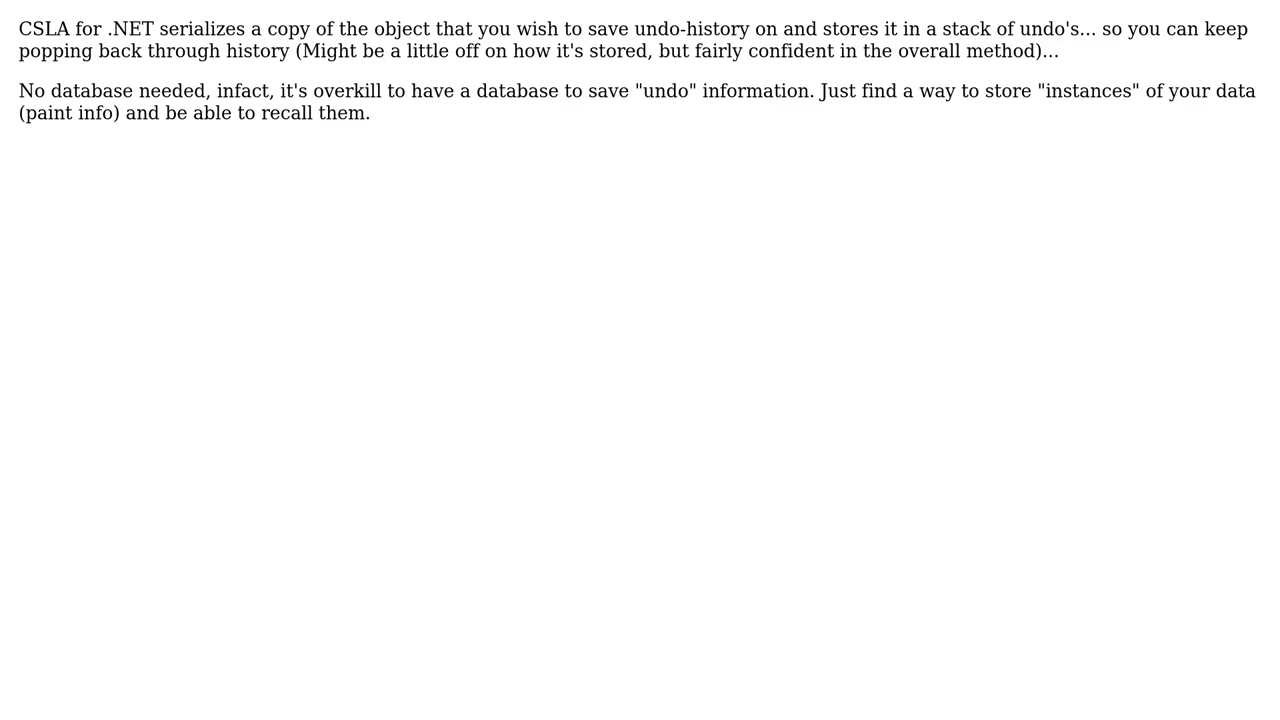 CSLA for .NET serializes a copy of the object that you wish to save undo-history on and stores it in a stack of undo's... so you can keep
popping back through history (Might be a little off on how it's stored, but fairly confident in the overall method)...
No database needed, infact, it's overkill to have a database to save "undo" information. Just find a way to store "instances" of your data
(paint info) and be able to recall them.